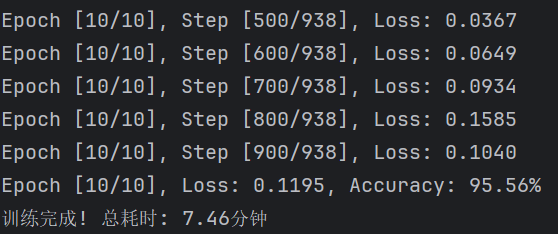 Epoch [10/10], Step [500/938], Loss: 0.0367
Epoch [10/10], Step [600/938], Loss: 0.0649
Epoch [10/10], Step [700/938], Loss: 0.0934
Epoch [10/10], Step [800/938], Loss: 0.1585
Epoch [10/10], Step [900/938], Loss: 0.1040
Epoch [10/10], Loss: 0.1195, Accuracy: 95.56%
训练完成! 总耗时: 7.46分钟